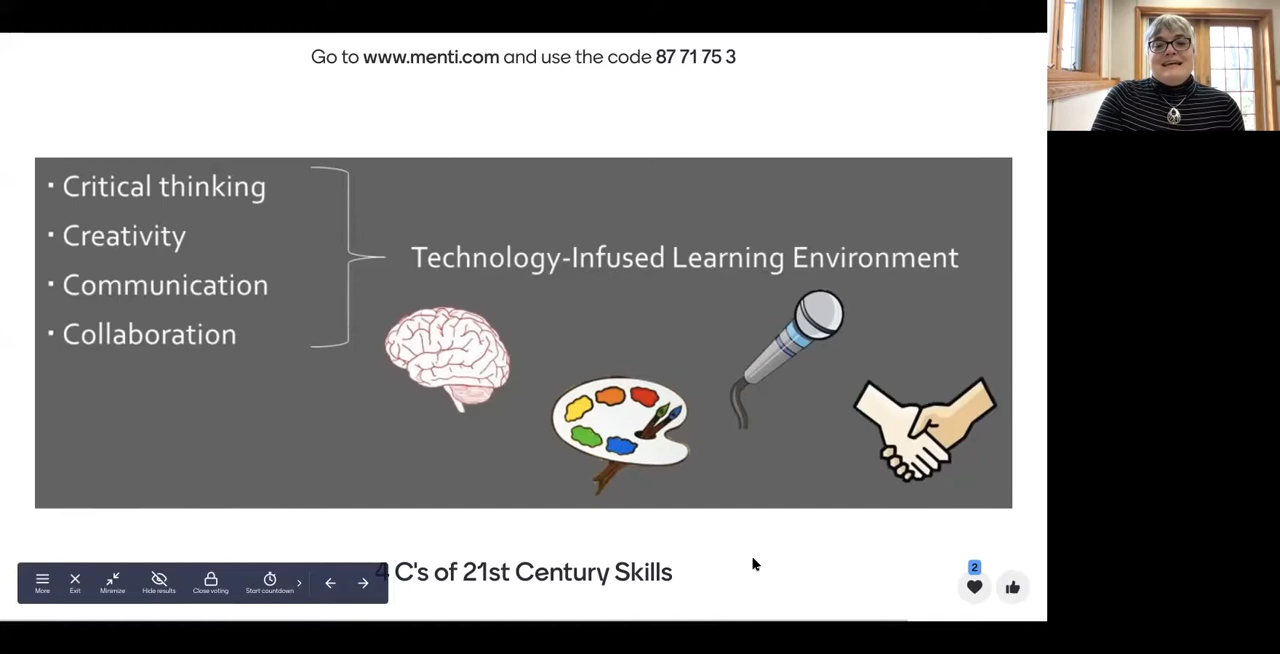 Go to www.menti.com and use the code 87 71 75 3
· Critical thinking
· Creativity
· Communication
· Collaboration
Technology-Infused Learning Environment
4 C's of 21st Century Skills
More Exit Minimize Hide results Close voting Start countdown
2